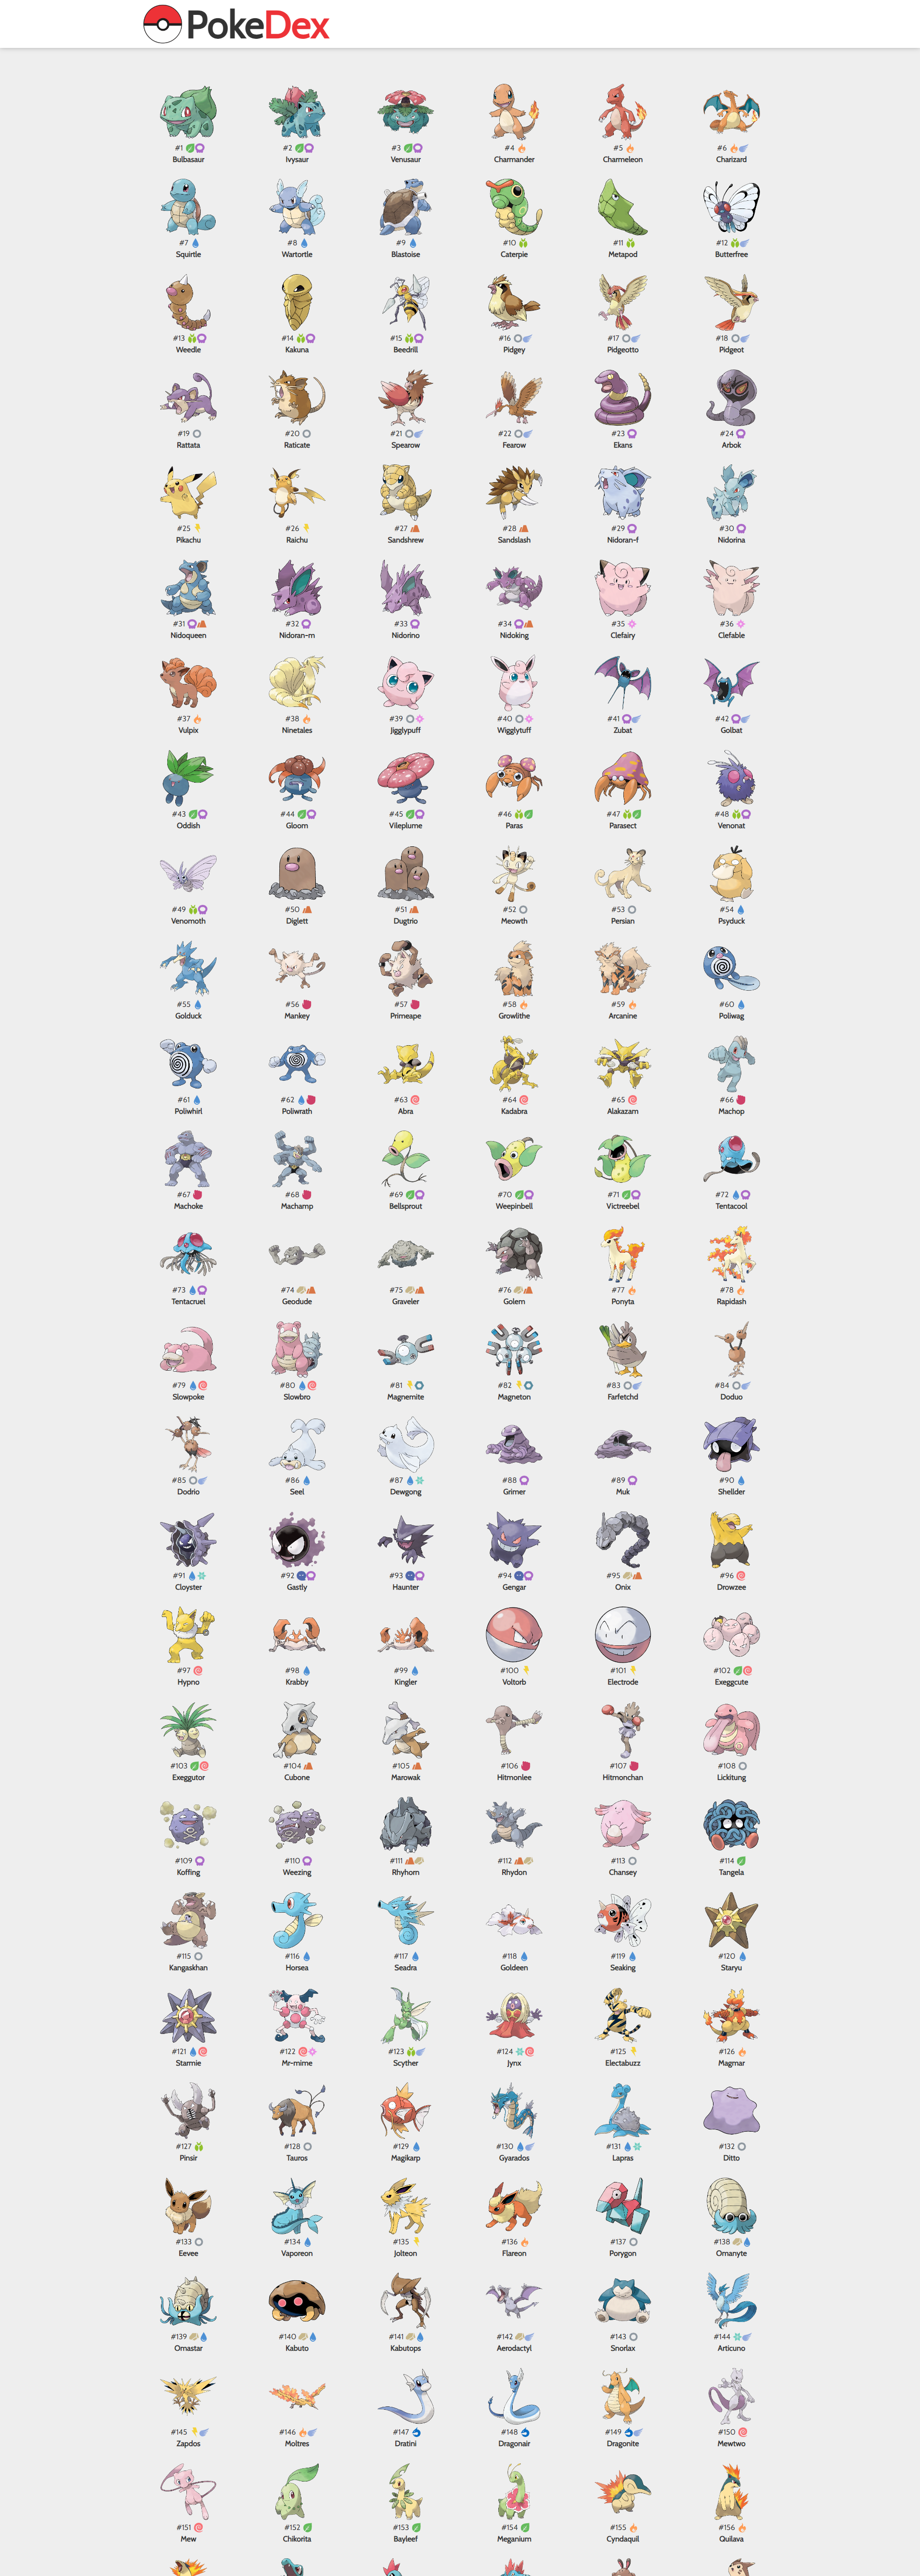 PokeDex
#1 #2 #3 #4 #5 #6
Bulbasaur Ivysaur Venusaur Charmander Charmeleon Charizard
#7 #8 #9 #10 #11 #12
Squirtle Wartortle Blastoise Caterpie Metapod Butterfree
#13 #14 #15 #16 #17 #18
Weedle Kakuna Beedrill Pidgey Pidgeotto Pidgeot
#19 #20 #21 #22 #23 #24
Rattata Raticate Spearow Fearow Ekans Arbok
#25 #26 #27 #28 #29 #30
Pikachu Raichu Sandshrew Sandslash Nidoran-f Nidorina
#31 #32 #33 #34 #35 #36
Nidoqueen Nidoran-m Nidorino Nidoking Clefairy Clefable
#37 #38 #39 #40 #41 #42
Vulpix Ninetales Jigglypuff Wigglytuff Zubat Golbat
#43 #44 #45 #46 #47 #48
Oddish Gloom Vileplume Paras Parasect Venonat
#49 #50 #51 #52 #53 #54
Venomoth Diglett Dugtrio Meowth Persian Psyduck
#55 #56 #57 #58 #59 #60
Golduck Mankey Primeape Growlithe Arcanine Poliwag
#61 #62 #63 #64 #65 #66
Poliwhirl Poliwrath Abra Kadabra Alakazam Machop
#67 #68 #69 #70 #71 #72
Machoke Machamp Bellsprout Weepinbell Victreebel Tentacool
#73 #74 #75 #76 #77 #78
Tentacruel Geodude Graveler Golem Ponyta Rapidash
#79 #80 #81 #82 #83 #84
Slowpoke Slowbro Magnemite Magneton Farfetchd Doduo
#85 #86 #87 #88 #89 #90
Dodrio Seel Dewgong Grimer Muk Shellder
#91 #92 #93 #94 #95 #96
Cloyster Gastly Haunter Gengar Onix Drowzee
#97 #98 #99 #100 #101 #102
Hypno Krabby Kingler Voltorb Electrode Exeggcute
#103 #104 #105 #106 #107 #108
Exeggutor Cubone Marowak Hitmonlee Hitmonchan Lickitung
#109 #110 #111 #112 #113 #114
Koffing Weezing Rhyhorn Rhydon Chansey Tangela
#115 #116 #117 #118 #119 #120
Kangaskhan Horsea Seadra Goldeen Seaking Staryu
#121 #122 #123 #124 #125 #126
Starmie Mr-mime Scyther Jynx Electabuzz Magmar
#127 #128 #129 #130 #131 #132
Pinsir Tauros Magikarp Gyarados Lapras Ditto
#133 #134 #135 #136 #137 #138
Eevee Vaporeon Jolteon Flareon Porygon Omanyte
#139 #140 #141 #142 #143 #144
Omastar Kabuto Kabutops Aerodactyl Snorlax Articuno
#145 #146 #147 #148 #149 #150
Zapdos Moltres Dratini Dragonair Dragonite Mewtwo
#151 #152 #153 #154 #155 #156
Mew Chikorita Bayleef Meganium Cyndaquil Quilava